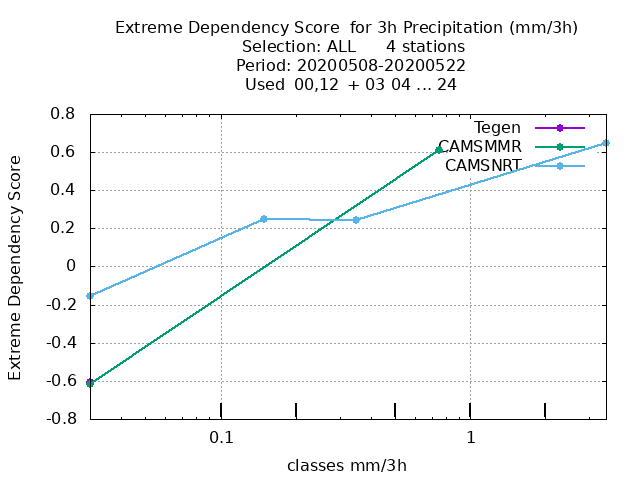 Extreme Dependency Score  for 3h Precipitation (mm/3h)
Selection: ALL      4 stations
Period: 20200508-20200522
Used  00,12  + 03 04 ... 24
Tegen
CAMSMMR
CAMSNRT
0.8
0.6
0.4
0.2
0
-0.2
-0.4
-0.6
-0.8
Extreme Dependency Score
0.1
1
classes mm/3h